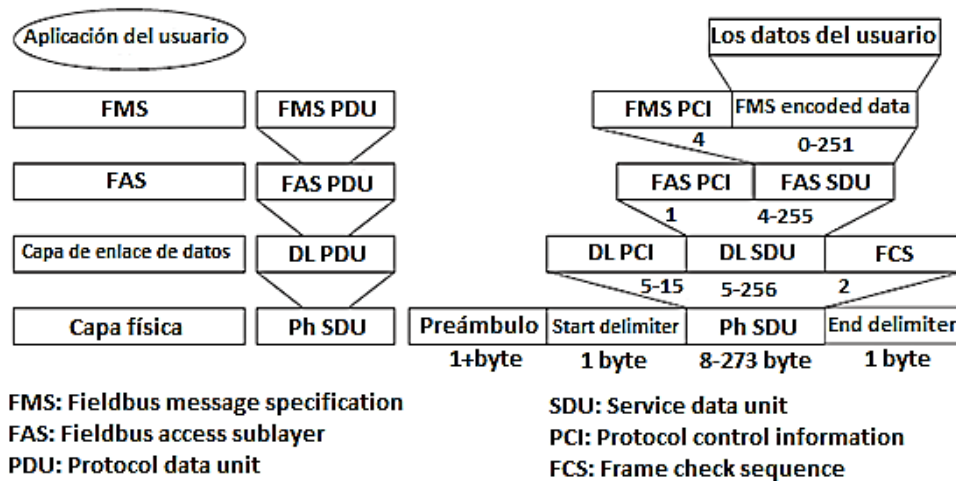 Aplicación del usuario
Los datos del usuario
FMS
FMS PDU
FMS PCI
FMS encoded data
4
0-251
FAS
FAS PDU
FAS PCI
FAS SDU
1
4-255
Capa de enlace de datos
DL PDU
DL PCI
DL SDU
FCS
5-15
5-256
2
Capa física
Ph SDU
Preámbulo
Start delimiter
Ph SDU
End delimiter
1+byte
1 byte
8-273 byte
1 byte
FMS: Fieldbus message specification
FAS: Fieldbus access sublayer
PDU: Protocol data unit
SDU: Service data unit
PCI: Protocol control information
FCS: Frame check sequence